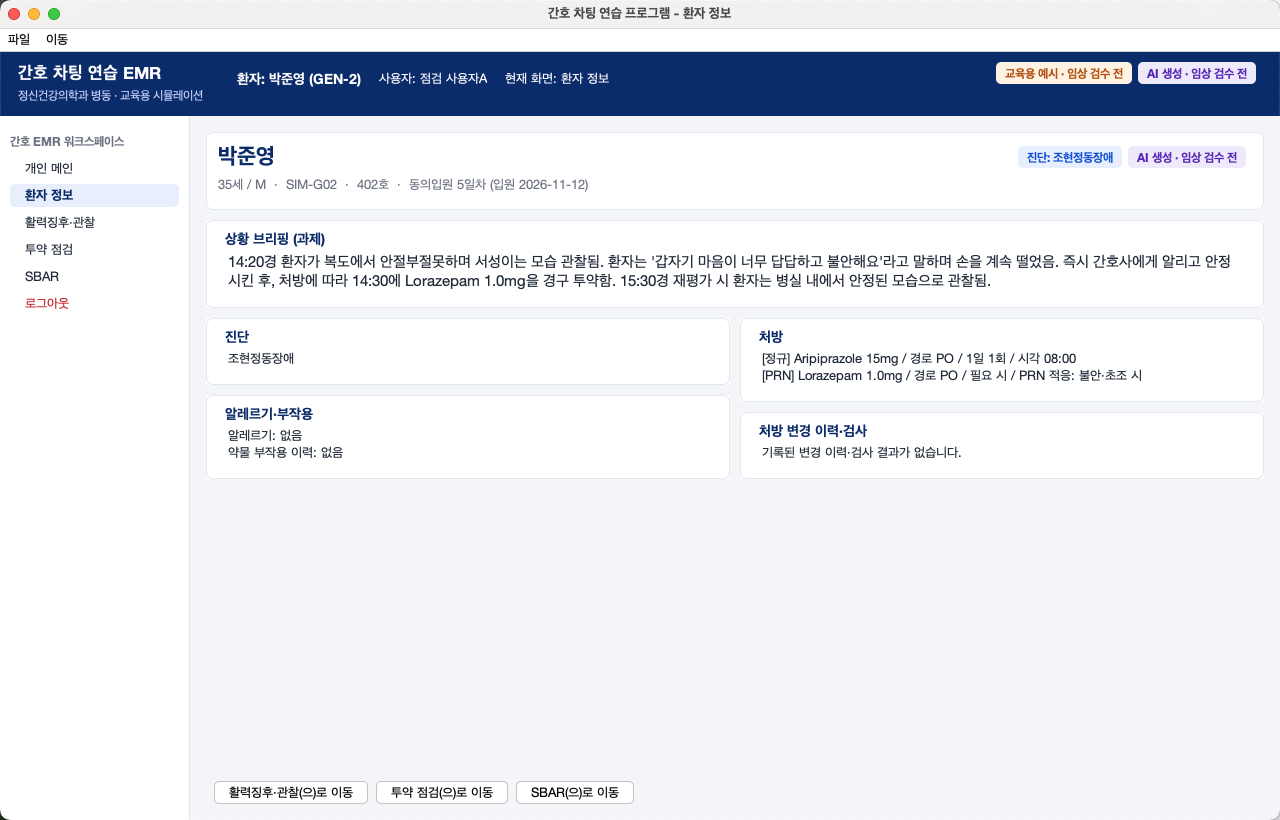 간호 차팅 연습 프로그램 - 환자 정보
파일 이동
간호 차팅 연습 EMR
정신건강의학과 병동 · 교육용 시뮬레이션
환자: 박준영 (GEN-2) 사용자: 점검 사용자A 현재 화면: 환자 정보
교육용 예시 · 임상 검수 전 AI 생성 · 임상 검수 전
간호 EMR 워크스페이스
개인 메인
환자 정보
활력징후·관찰
투약 점검
SBAR
로그아웃
박준영
진단: 조현정동장애 AI 생성 · 임상 검수 전
35세 / M · SIM-G02 · 402호 · 동의입원 5일차 (입원 2026-11-12)
상황 브리핑 (과제)
14:20경 환자가 복도에서 안절부절못하며 서성이는 모습 관찰됨. 환자는 '갑자기 마음이 너무 답답하고 불안해요'라고 말하며 손을 계속 떨었음. 즉시 간호사에게 알리고 안정
시킨 후, 처방에 따라 14:30에 Lorazepam 1.0mg을 경구 투약함. 15:30경 재평가 시 환자는 병실 내에서 안정된 모습으로 관찰됨.
진단
조현정동장애
알레르기·부작용
알레르기: 없음
약물 부작용 이력: 없음
처방
[정규] Aripiprazole 15mg / 경로 PO / 1일 1회 / 시각 08:00
[PRN] Lorazepam 1.0mg / 경로 PO / 필요 시 / PRN 적응: 불안·초조 시
처방 변경 이력·검사
기록된 변경 이력·검사 결과가 없습니다.
활력징후·관찰(으)로 이동 투약 점검(으)로 이동 SBAR(으)로 이동